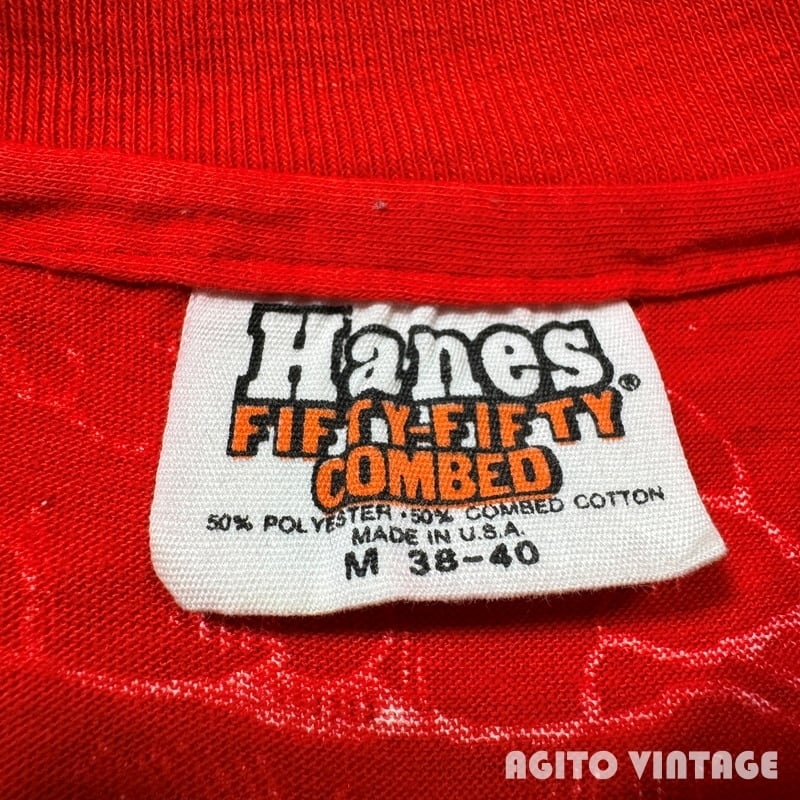 Hanes®
FIFTY-FIFTY
COMBED
50% POLYESTER • 50% COMBED COTTON
MADE IN U.S.A.
M 38-40
AGITO VINTAGE